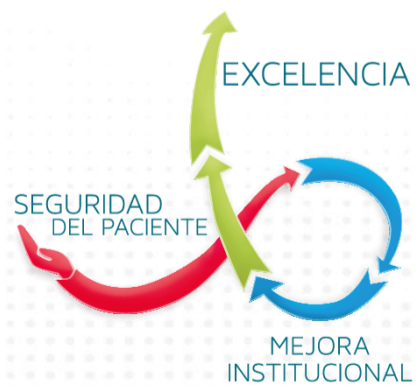 EXCELENCIA
SEGURIDAD
DEL PACIENTE
MEJORA
INSTITUCIONAL